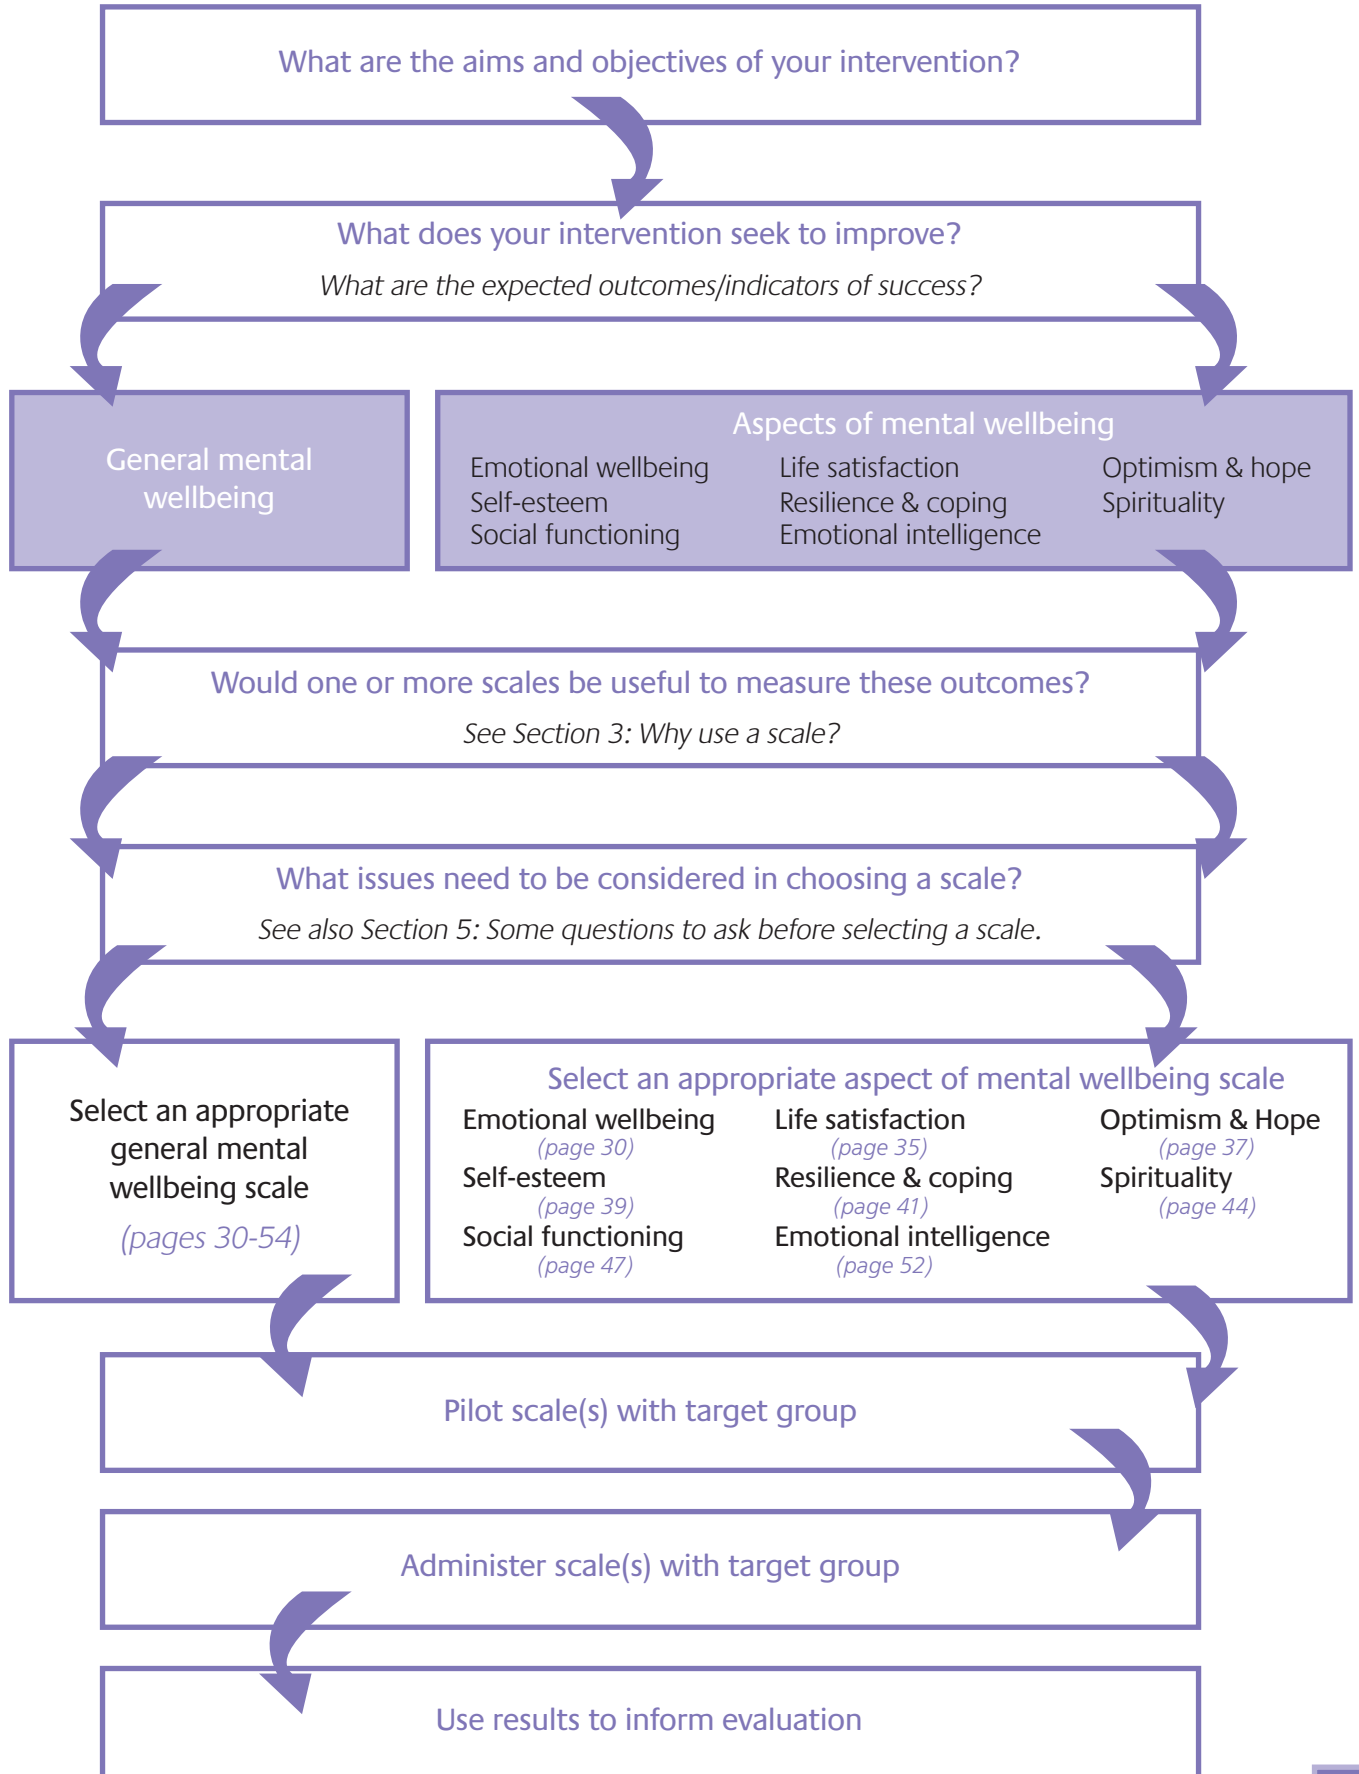 What are the aims and objectives of your intervention?
What does your intervention seek to improve?
What are the expected outcomes/indicators of success?
General mental
wellbeing
Aspects of mental wellbeing
Emotional wellbeing Life satisfaction Optimism & hope
Self-esteem Resilience & coping Spirituality
Social functioning Emotional intelligence
Would one or more scales be useful to measure these outcomes?
See Section 3: Why use a scale?
What issues need to be considered in choosing a scale?
See also Section 5: Some questions to ask before selecting a scale.
Select an appropriate
general mental
wellbeing scale
(pages 30-54)
Select an appropriate aspect of mental wellbeing scale
Emotional wellbeing Life satisfaction Optimism & Hope
(page 30) (page 35) (page 37)
Self-esteem Resilience & coping Spirituality
(page 39) (page 41) (page 44)
Social functioning Emotional intelligence
(page 47) (page 52)
Pilot scale(s) with target group
Administer scale(s) with target group
Use results to inform evaluation